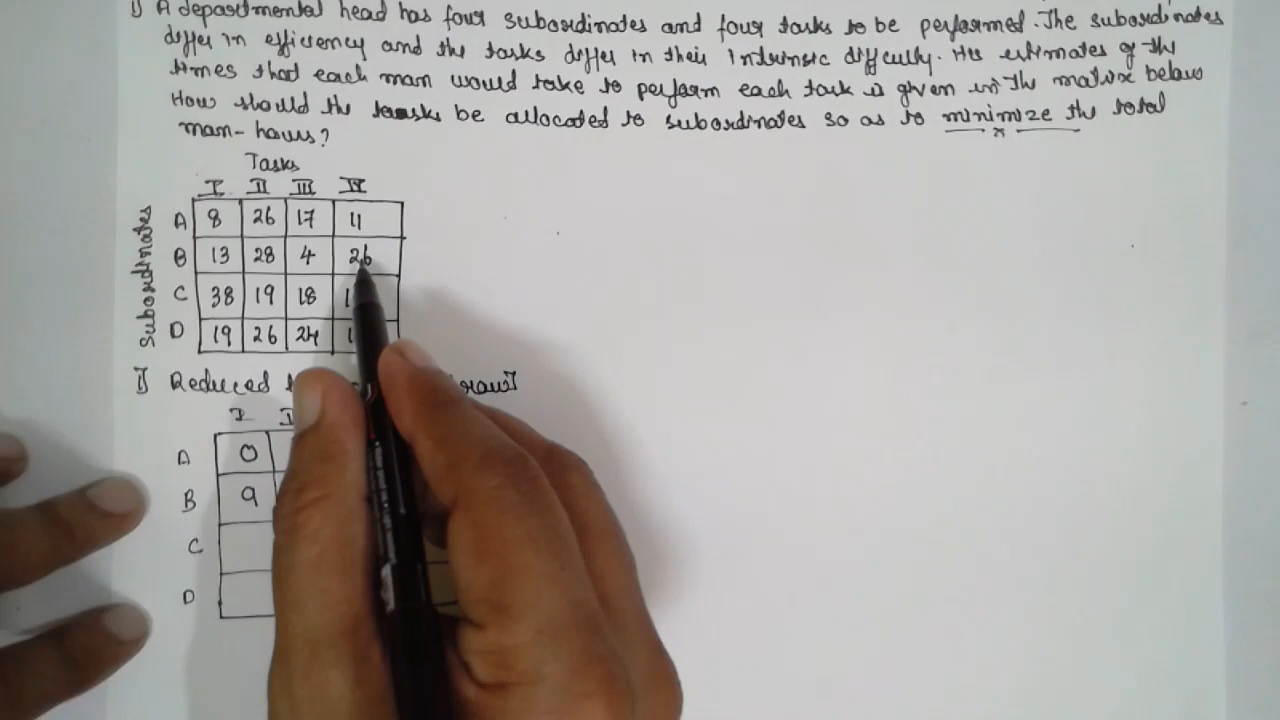 1) A departmental head has four subordinates and four tasks to be performed. The subordinates
differ in efficiency and the tasks differ in their intrinsic difficulty. His estimates of the
times that each man would take to perform each task is given in the matrix below
How should the tasks be allocated to subordinates so as to minimize the total
man-hours?
Tasks
I II III IV
Subordinates
A 8 26 17 11
B 13 28 4 26
C 38 19 18 1
D 19 26 24 1
I] Reduced
I
A 0
B 9
C
D